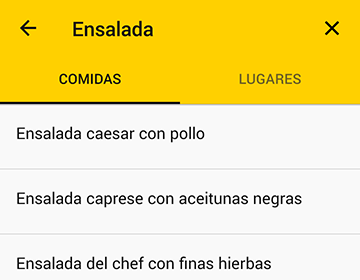 Ensalada
COMIDAS LUGARES
Ensalada caesar con pollo
Ensalada caprese con aceitunas negras
Ensalada del chef con finas hierbas